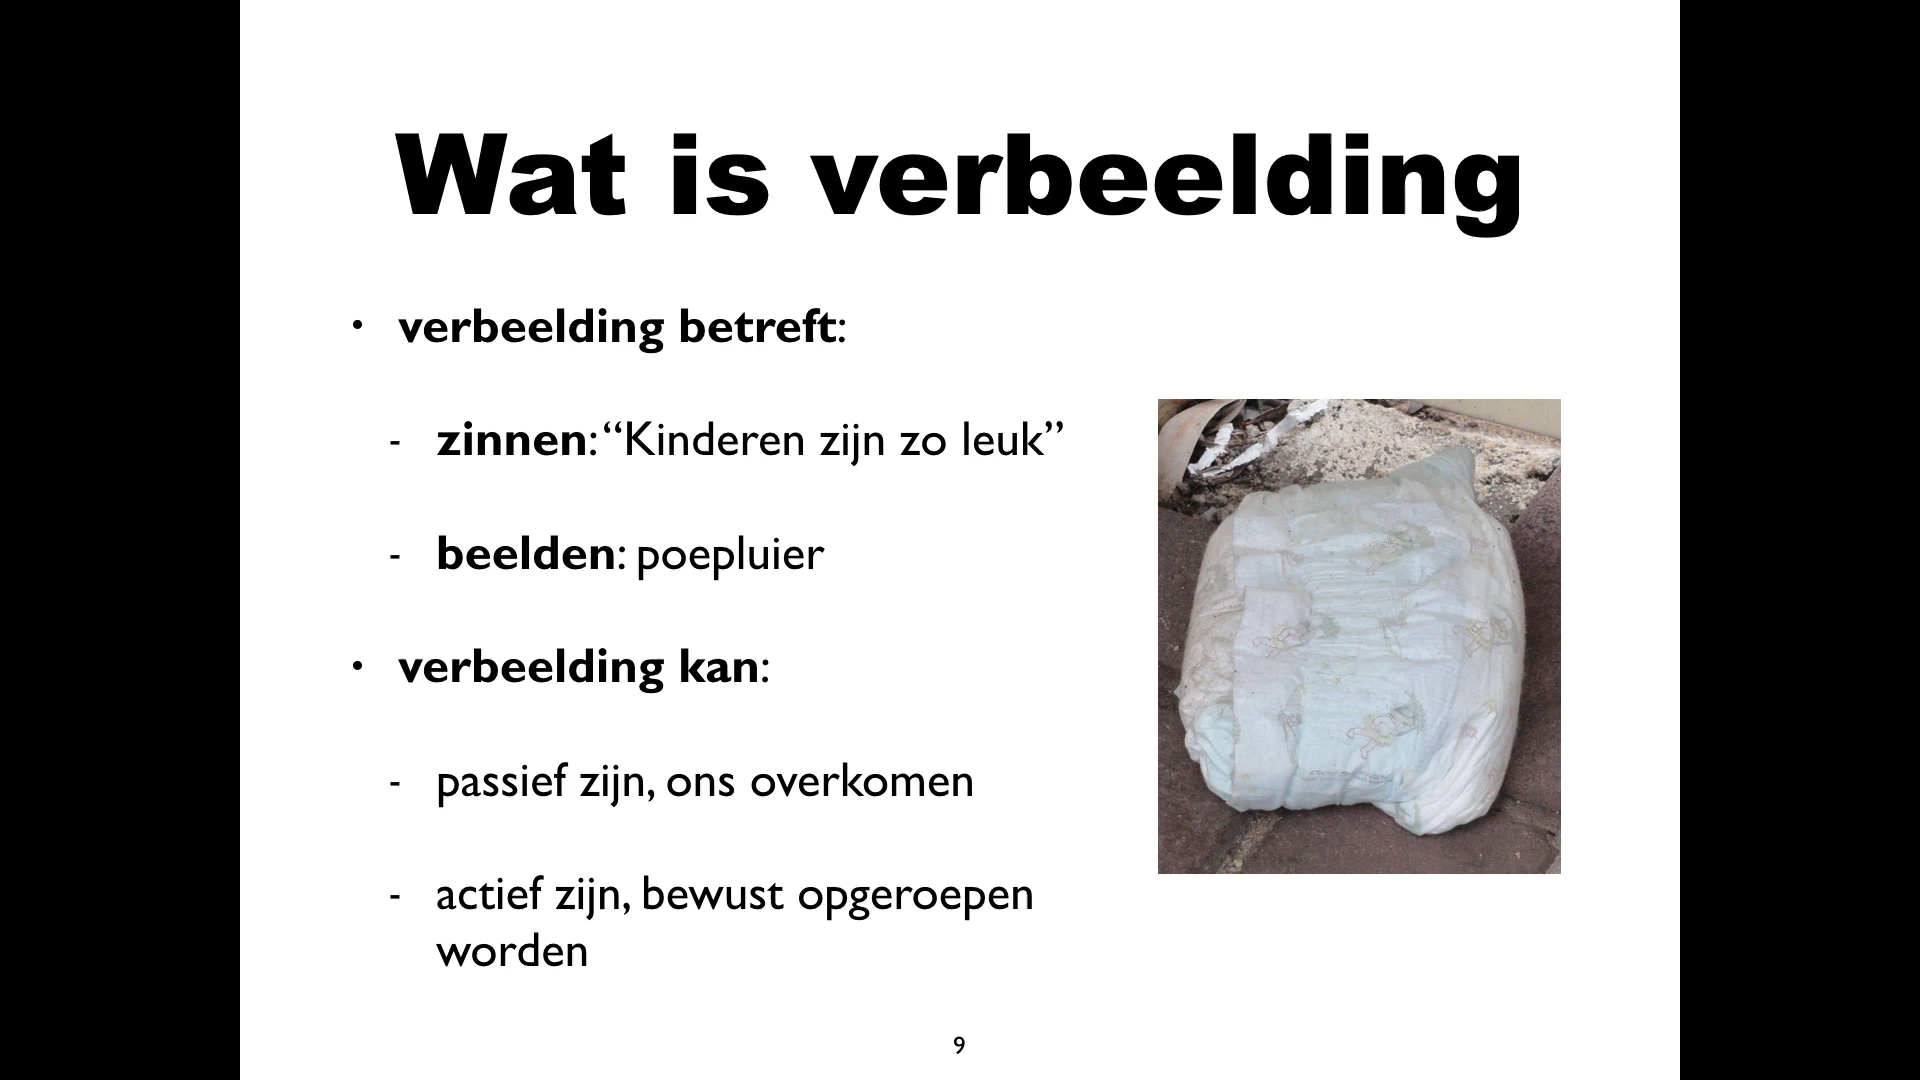 Wat is verbeelding
• verbeelding betreft:
- zinnen: “Kinderen zijn zo leuk”
- beelden: poepluier
• verbeelding kan:
- passief zijn, ons overkomen
- actief zijn, bewust opgeroepen
worden
9